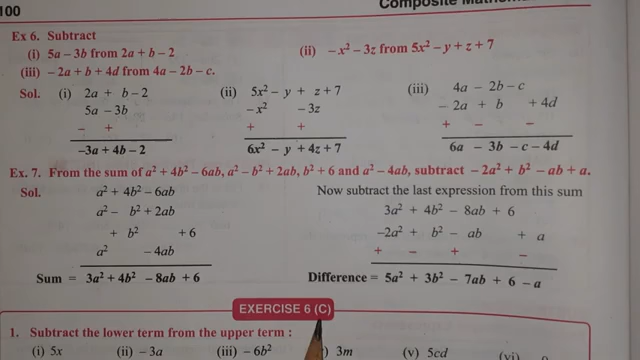 100
Composite Mathem
Ex 6. Subtract
(i) 5a – 3b from 2a + b – 2
(ii) – x² – 3z from 5x² – y + z + 7
(iii) – 2a + b + 4d from 4a – 2b – c.
Sol. (i) 2a + b – 2 (ii) 5x² – y + z + 7 (iii) 4a – 2b – c
5a – 3b –x² –3z – 2a + b + 4d
– + + + + – –
–3a + 4b – 2 6x² – y + 4z + 7 6a – 3b – c – 4d
Ex. 7. From the sum of a² + 4b² – 6ab, a² – b² + 2ab, b² + 6 and a² – 4ab, subtract – 2a² + b² – ab + a.
Sol. a² + 4b² – 6ab
a² – b² + 2ab
+ b² + 6
a² – 4ab
Sum = 3a² + 4b² – 8ab + 6
Now subtract the last expression from this sum
3a² + 4b² – 8ab + 6
–2a² + b² – ab + a
+ – + –
Difference = 5a² + 3b² – 7ab + 6 – a
EXERCISE 6 (C)
1. Subtract the lower term from the upper term :
(i) 5x (ii) – 3a (iii) – 6b² ) 3m (v) 5cd (vi)